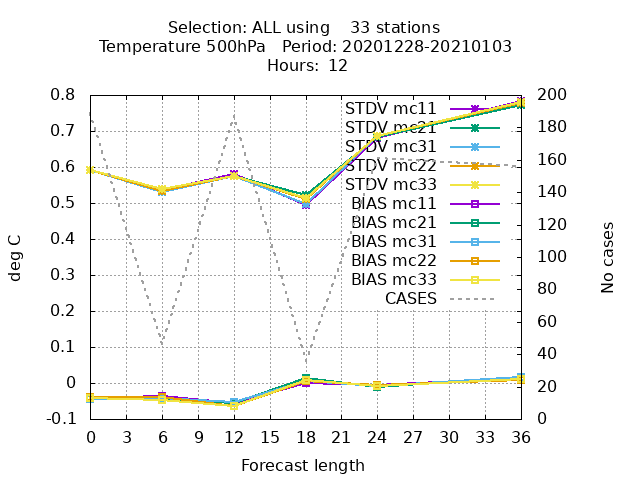 Selection: ALL using    33 stations
Temperature 500hPa   Period: 20201228-20210103
Hours: 12
deg C
No cases
0.8
0.7
0.6
0.5
0.4
0.3
0.2
0.1
0
-0.1
200
180
160
140
120
100
80
60
40
20
0
STDV mc11
STDV mc21
STDV mc31
STDV mc22
STDV mc33
BIAS mc11
BIAS mc21
BIAS mc31
BIAS mc22
BIAS mc33
CASES
0 3 6 9 12 15 18 21 24 27 30 33 36
Forecast length